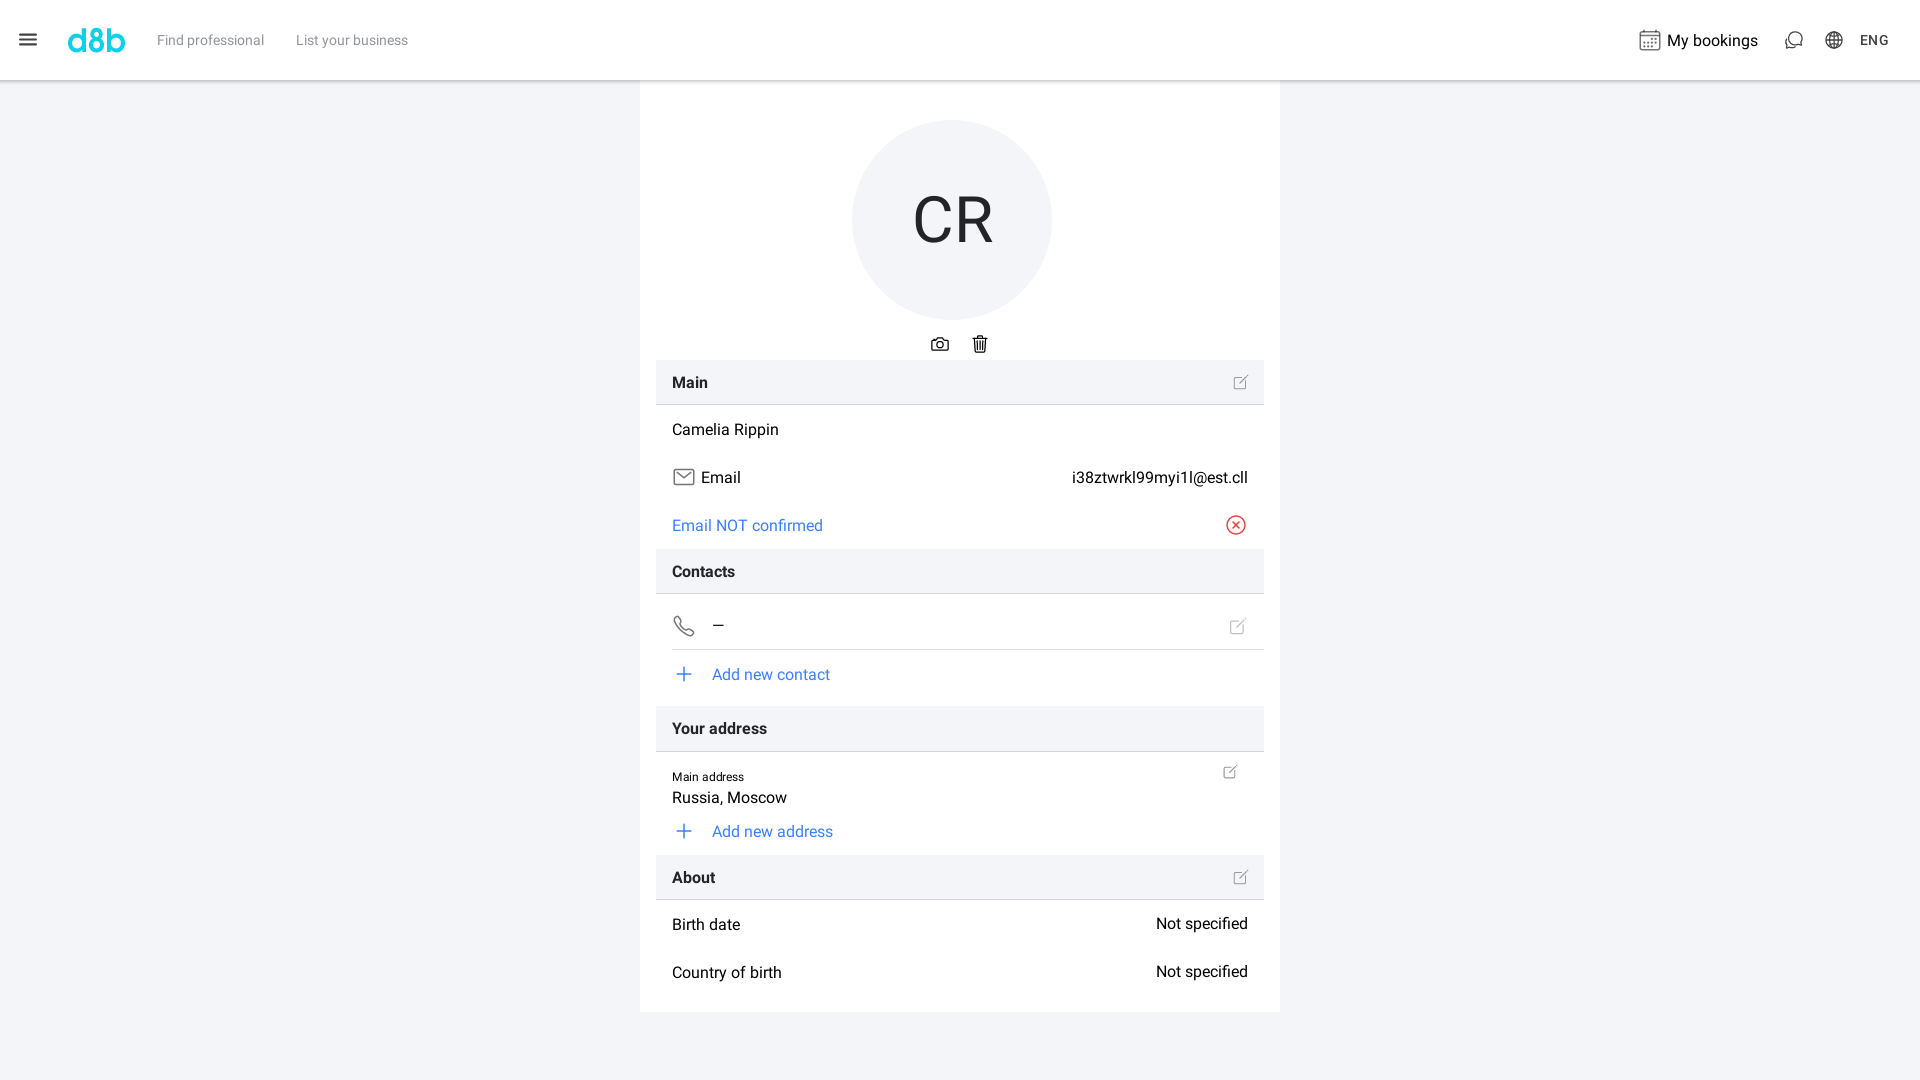 d8b Find professional List your business My bookings ENG
CR
Main
Camelia Rippin
Email i38ztwrkl99myi1l@est.cll
Email NOT confirmed
Contacts
—
Add new contact
Your address
Main address
Russia, Moscow
Add new address
About
Birth date Not specified
Country of birth Not specified